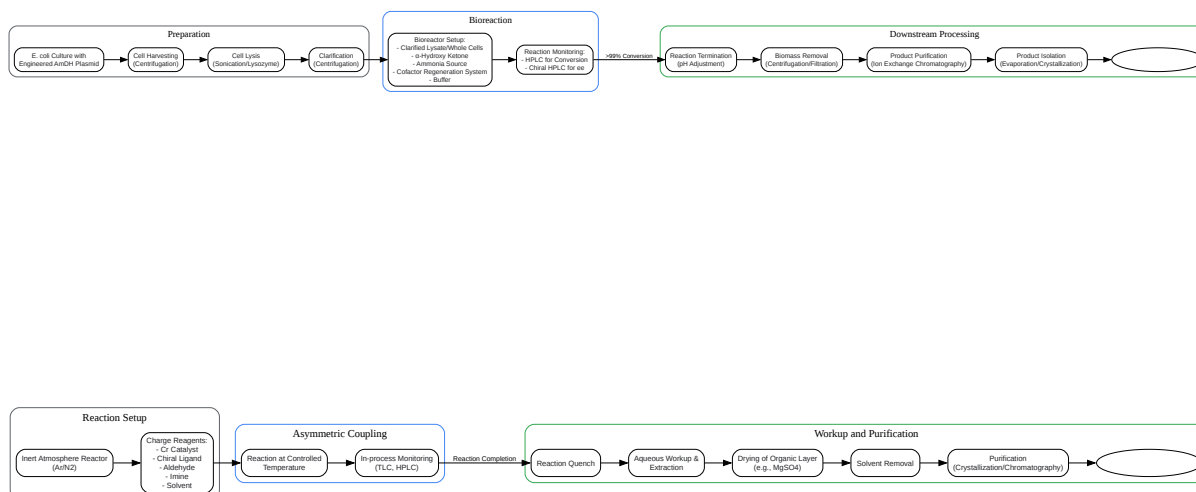 Preparation
E. coli Culture with
Engineered AmDH Plasmid
Cell Harvesting
(Centrifugation)
Cell Lysis
(Sonication/Lysozyme)
Clarification
(Centrifugation)
Bioreaction
Bioreactor Setup:
- Clarified Lysate/Whole Cells
- α-Hydroxy Ketone
- Ammonia Source
- Cofactor Regeneration System
- Buffer
Reaction Monitoring:
- HPLC for Conversion
- Chiral HPLC for ee
>99% Conversion
Downstream Processing
Reaction Termination
(pH Adjustment)
Biomass Removal
(Centrifugation/Filtration)
Product Purification
(Ion Exchange Chromatography)
Product Isolation
(Evaporation/Crystallization)
Reaction Setup
Inert Atmosphere Reactor
(Ar/N2)
Charge Reagents:
- Cr Catalyst
- Chiral Ligand
- Aldehyde
- Imine
- Solvent
Asymmetric Coupling
Reaction at Controlled
Temperature
In-process Monitoring
(TLC, HPLC)
Reaction Completion
Workup and Purification
Reaction Quench
Aqueous Workup &
Extraction
Drying of Organic Layer
(e.g., MgSO4)
Solvent Removal
Purification
(Crystallization/Chromatography)